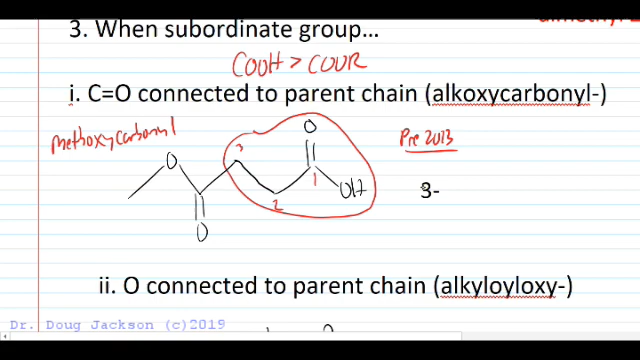 dimethyl
3. When subordinate group...
COOH > COOR
i. C=O connected to parent chain (alkoxycarbonyl-)
methoxycarbonyl
Pre 2013
O
O
3
1
OH
2
O
3-
ii. O connected to parent chain (alkyloyloxy-)
Dr. Doug Jackson (c)2019